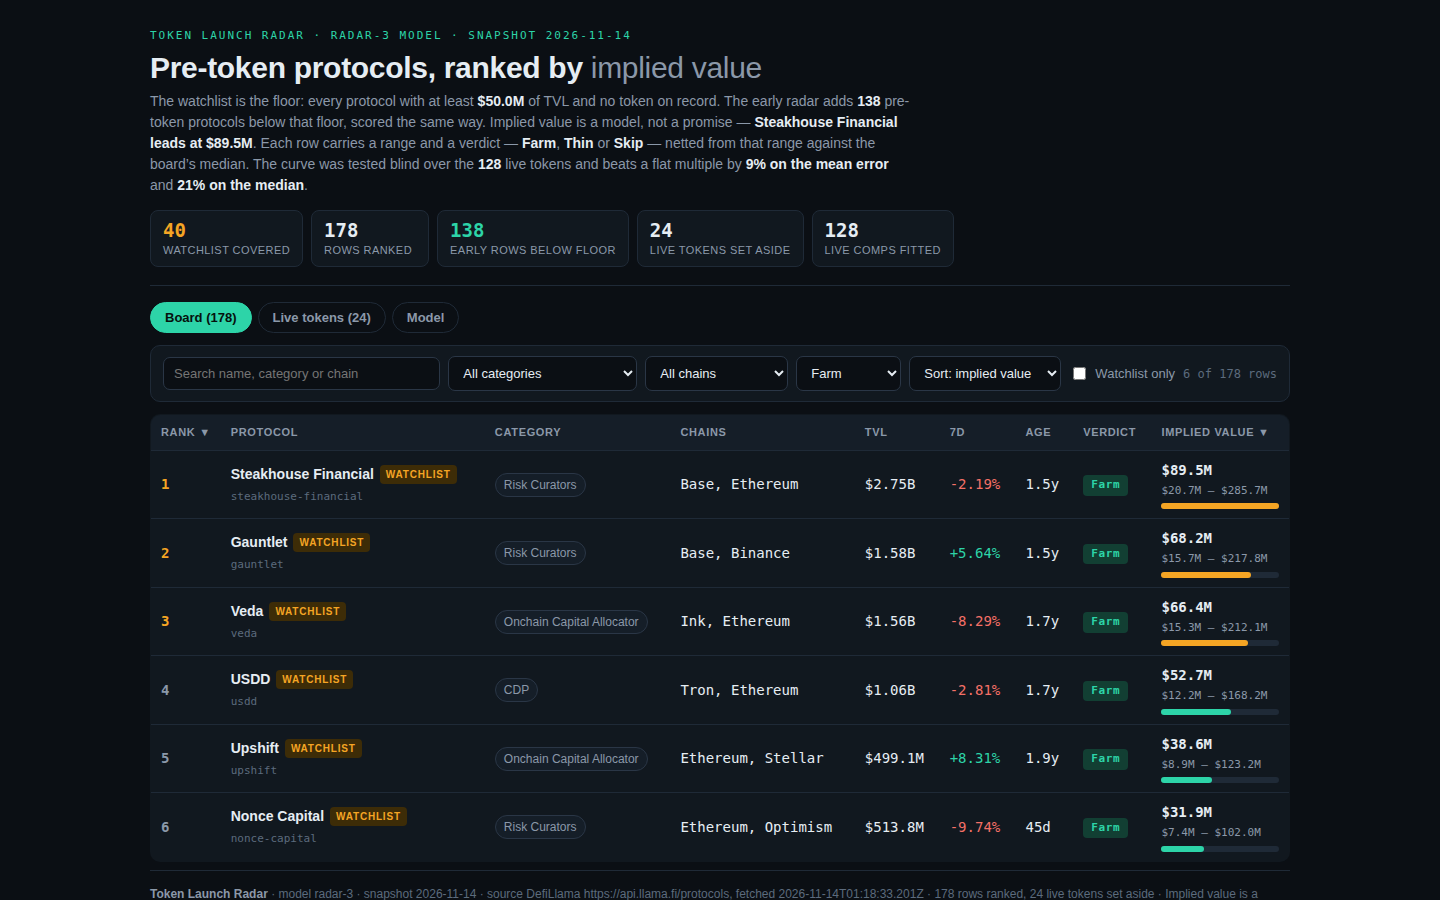 TOKEN LAUNCH RADAR · RADAR-3 MODEL · SNAPSHOT 2026-11-14
Pre-token protocols, ranked by implied value
The watchlist is the floor: every protocol with at least $50.0M of TVL and no token on record. The early radar adds 138 pre-
token protocols below that floor, scored the same way. Implied value is a model, not a promise — Steakhouse Financial
leads at $89.5M. Each row carries a range and a verdict — Farm, Thin or Skip — netted from that range against the
board's median. The curve was tested blind over the 128 live tokens and beats a flat multiple by 9% on the mean error
and 21% on the median.
40 178 138 24 128
WATCHLIST COVERED ROWS RANKED EARLY ROWS BELOW FLOOR LIVE TOKENS SET ASIDE LIVE COMPS FITTED
Board (178) Live tokens (24) Model
Search name, category or chain All categories All chains Farm Sort: implied value Watchlist only 6 of 178 rows
RANK ▼ PROTOCOL CATEGORY CHAINS TVL 7D AGE VERDICT IMPLIED VALUE ▼
1 Steakhouse Financial WATCHLIST Risk Curators Base, Ethereum $2.75B -2.19% 1.5y Farm $89.5M
steakhouse-financial $20.7M — $285.7M
2 Gauntlet WATCHLIST Risk Curators Base, Binance $1.58B +5.64% 1.5y Farm $68.2M
gauntlet $15.7M — $217.8M
3 Veda WATCHLIST Onchain Capital Allocator Ink, Ethereum $1.56B -8.29% 1.7y Farm $66.4M
veda $15.3M — $212.1M
4 USDD WATCHLIST CDP Tron, Ethereum $1.06B -2.81% 1.7y Farm $52.7M
usdd $12.2M — $168.2M
5 Upshift WATCHLIST Onchain Capital Allocator Ethereum, Stellar $499.1M +8.31% 1.9y Farm $38.6M
upshift $8.9M — $123.2M
6 Nonce Capital WATCHLIST Risk Curators Ethereum, Optimism $513.8M -9.74% 45d Farm $31.9M
nonce-capital $7.4M — $102.0M
Token Launch Radar · model radar-3 · snapshot 2026-11-14 · source DefiLlama https://api.llama.fi/protocols, fetched 2026-11-14T01:18:33.201Z · 178 rows ranked, 24 live tokens set aside · Implied value is a